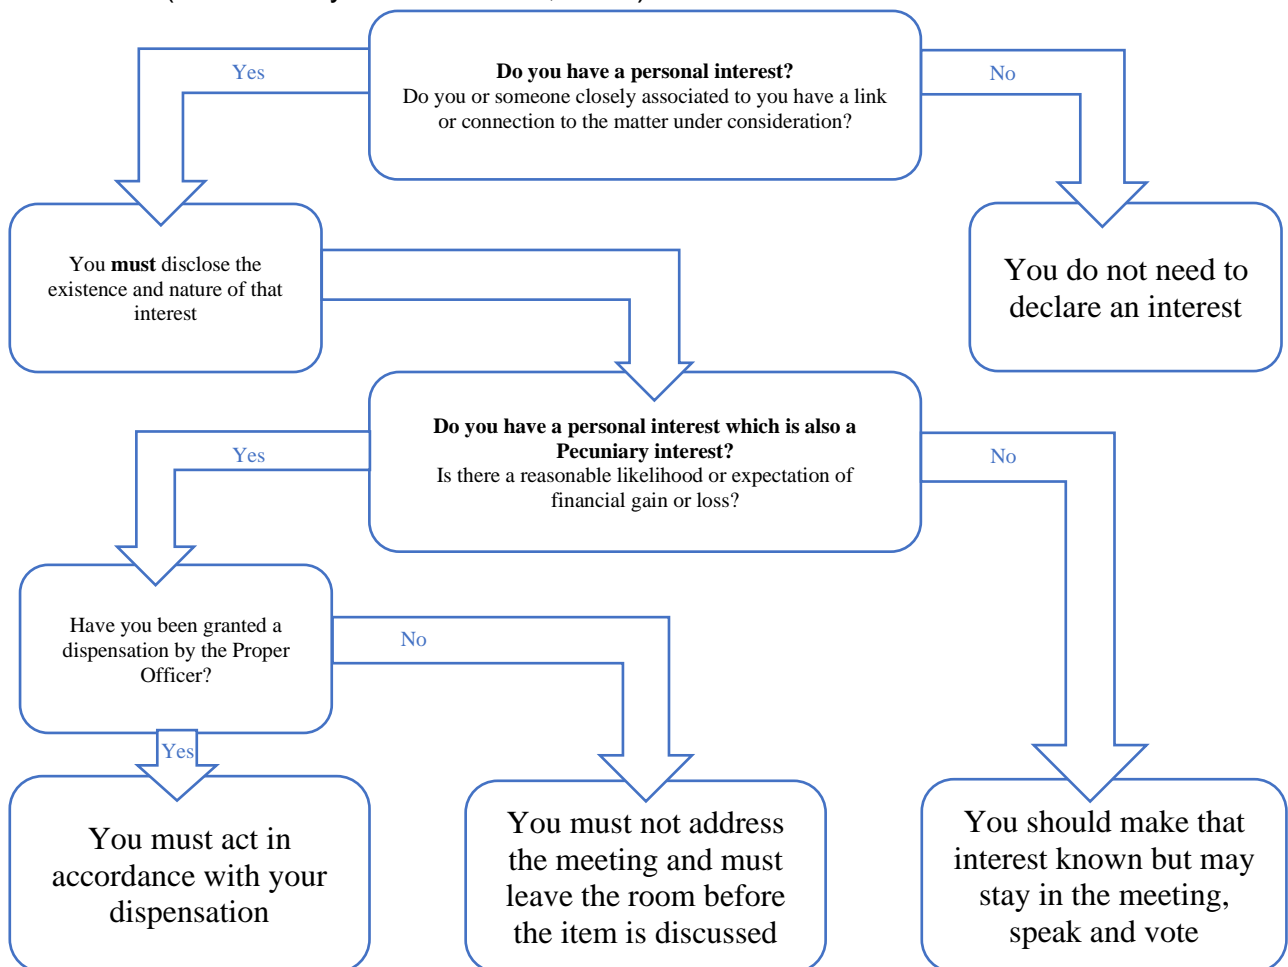 Yes
Do you have a personal interest?
Do you or someone closely associated to you have a link
or connection to the matter under consideration?
No
You must disclose the
existence and nature of that
interest
You do not need to
declare an interest
Yes
Do you have a personal interest which is also a
Pecuniary interest?
Is there a reasonable likelihood or expectation of
financial gain or loss?
No
Have you been granted a
dispensation by the Proper
Officer?
No
Yes
You must act in
accordance with your
dispensation
You must not address
the meeting and must
leave the room before
the item is discussed
You should make that
interest known but may
stay in the meeting,
speak and vote